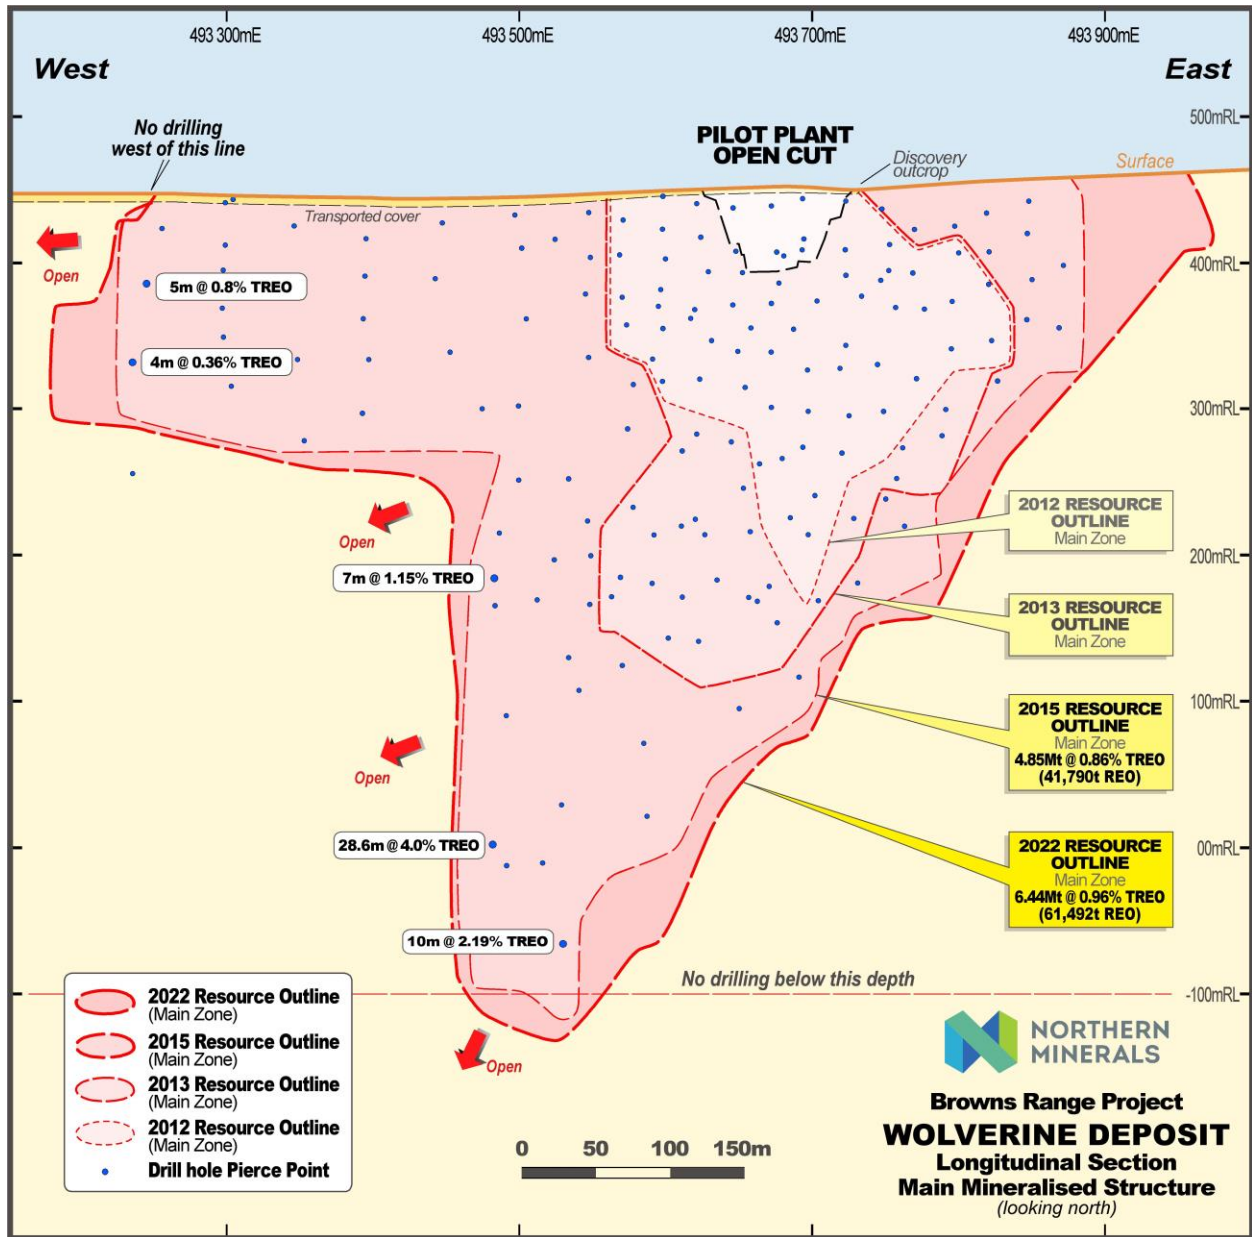 493 300mE
493 500mE
493 700mE
493 900mE
West
East
500mRL
No drilling
west of this line
PILOT PLANT
OPEN CUT
Discovery
outcrop
Surface
Transported cover
Open
400mRL
5m @ 0.8% TREO
4m @ 0.36% TREO
300mRL
Open
2012 RESOURCE
OUTLINE
Main Zone
200mRL
7m @ 1.15% TREO
2013 RESOURCE
OUTLINE
Main Zone
100mRL
2015 RESOURCE
OUTLINE
Main Zone
4.85Mt @ 0.86% TREO
(41,790t REO)
Open
28.6m @ 4.0% TREO
00mRL
2022 RESOURCE
OUTLINE
Main Zone
6.44Mt @ 0.96% TREO
(61,492t REO)
10m @ 2.19% TREO
No drilling below this depth
-100mRL
Open
2022 Resource Outline
(Main Zone)
2015 Resource Outline
(Main Zone)
2013 Resource Outline
(Main Zone)
2012 Resource Outline
(Main Zone)
Drill hole Pierce Point
0 50 100 150m
NORTHERN
MINERALS
Browns Range Project
WOLVERINE DEPOSIT
Longitudinal Section
Main Mineralised Structure
(looking north)